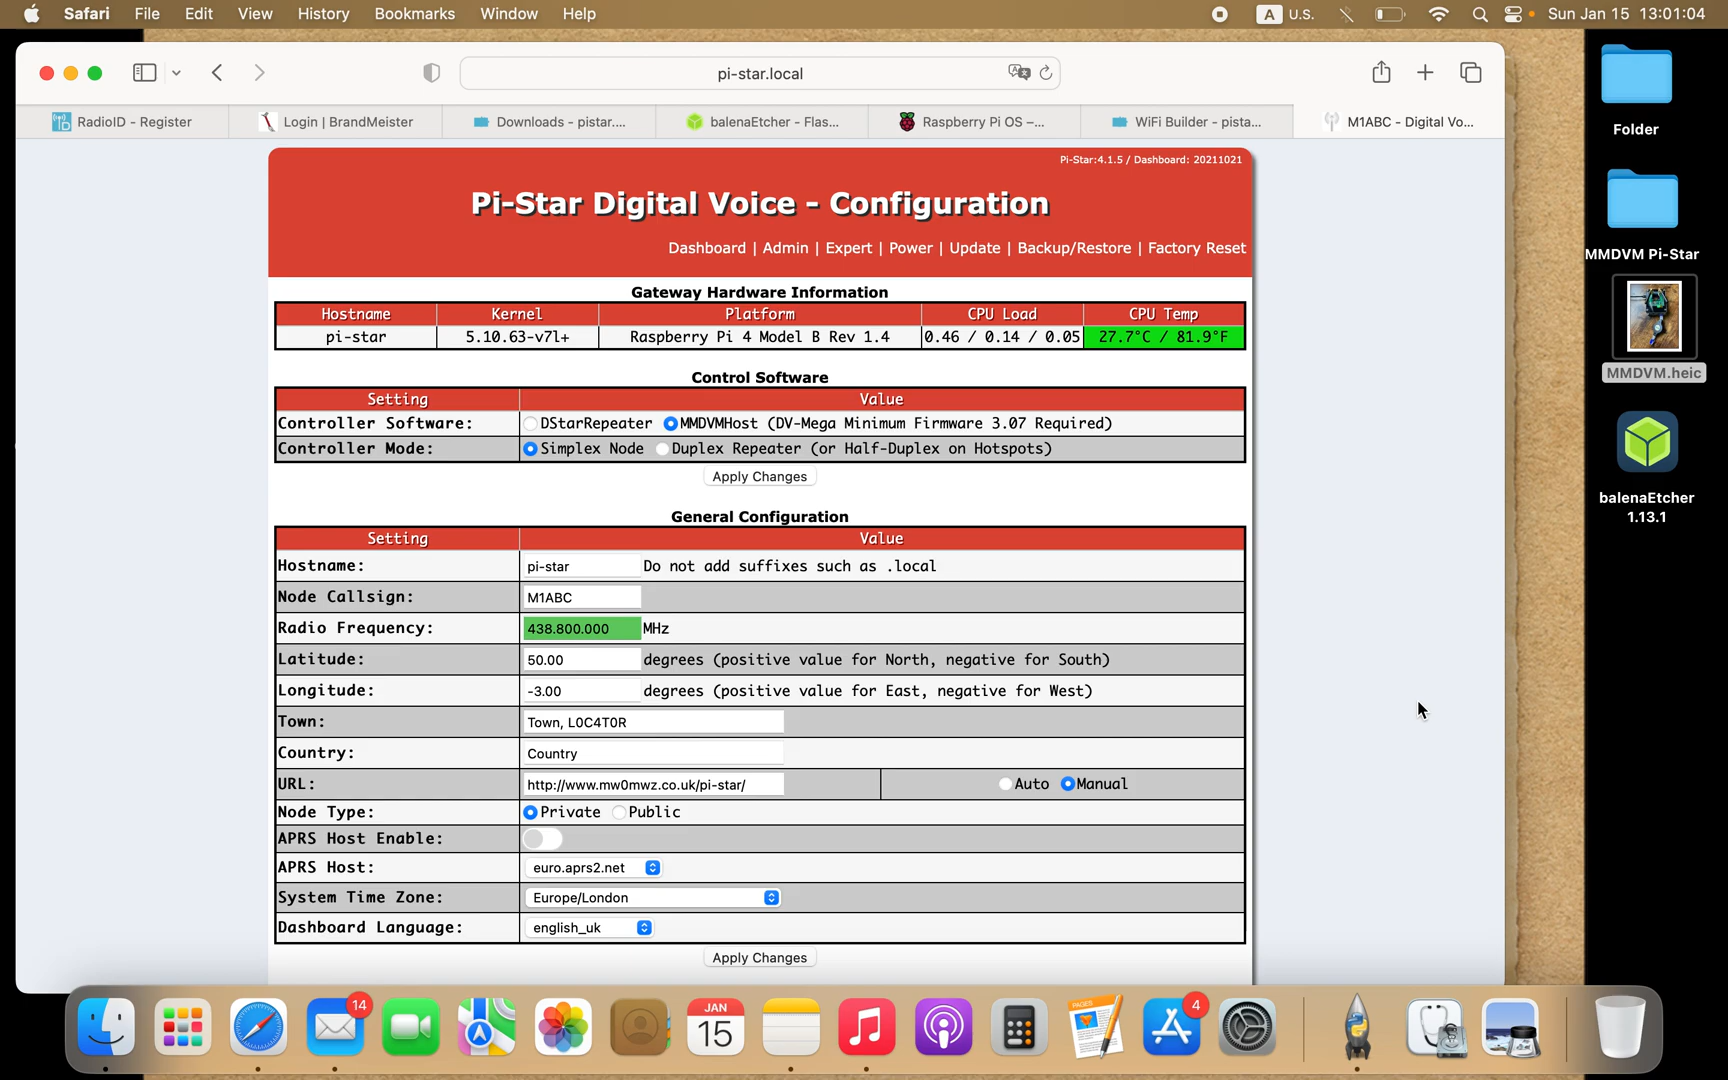 Safari File Edit View History Bookmarks Window Help A U.S. Sun Jan 15 13:01:04
pi-star.local
RadioID - Register Login | BrandMeister Downloads - pistar.... balenaEtcher - Flas... Raspberry Pi OS –... WiFi Builder - pista... M1ABC - Digital Vo...
Pi-Star:4.1.5 / Dashboard: 20211021
Pi-Star Digital Voice - Configuration
Dashboard | Admin | Expert | Power | Update | Backup/Restore | Factory Reset
Gateway Hardware Information
Hostname Kernel Platform CPU Load CPU Temp
pi-star 5.10.63-v7l+ Raspberry Pi 4 Model B Rev 1.4 0.46 / 0.14 / 0.05 27.7°C / 81.9°F
Control Software
Setting Value
Controller Software: DStarRepeater MMDVMHost (DV-Mega Minimum Firmware 3.07 Required)
Controller Mode: Simplex Node Duplex Repeater (or Half-Duplex on Hotspots)
Apply Changes
General Configuration
Setting Value
Hostname: pi-star Do not add suffixes such as .local
Node Callsign: M1ABC
Radio Frequency: 438.800.000 MHz
Latitude: 50.00 degrees (positive value for North, negative for South)
Longitude: -3.00 degrees (positive value for East, negative for West)
Town: Town, L0C4T0R
Country: Country
URL: http://www.mw0mwz.co.uk/pi-star/ Auto Manual
Node Type: Private Public
APRS Host Enable:
APRS Host: euro.aprs2.net
System Time Zone: Europe/London
Dashboard Language: english_uk
Apply Changes
Folder
MMDVM Pi-Star
MMDVM.heic
balenaEtcher
1.13.1
14
JAN
15
PAGES
4